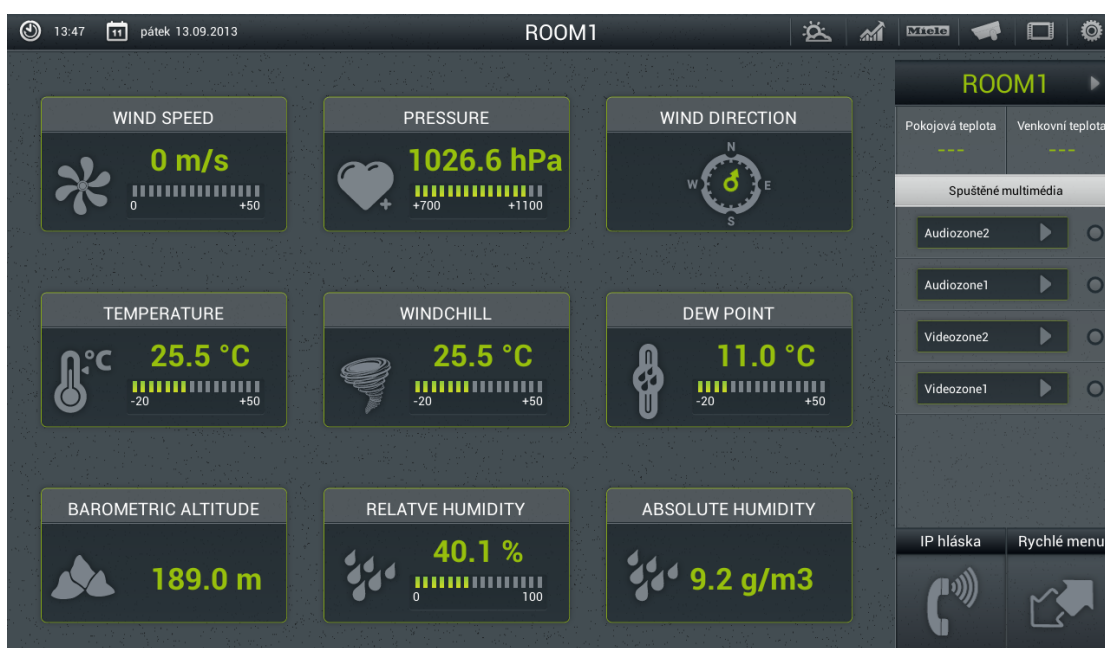 13:47
11
pátek 13.09.2013
ROOM1
Miele
WIND SPEED
0 m/s
0 +50
PRESSURE
1026.6 hPa
+700 +1100
WIND DIRECTION
N
W E
S
TEMPERATURE
°C
25.5 °C
-20 +50
WINDCHILL
25.5 °C
-20 +50
DEW POINT
11.0 °C
-20 +50
BAROMETRIC ALTITUDE
189.0 m
RELATVE HUMIDITY
40.1 %
0 100
ABSOLUTE HUMIDITY
9.2 g/m3
ROOM1
Pokojová teplota Venkovní teplota
--- ---
Spuštěné multimédia
Audiozone2
Audiozone1
Videozone2
Videozone1
IP hláska Rychlé menu